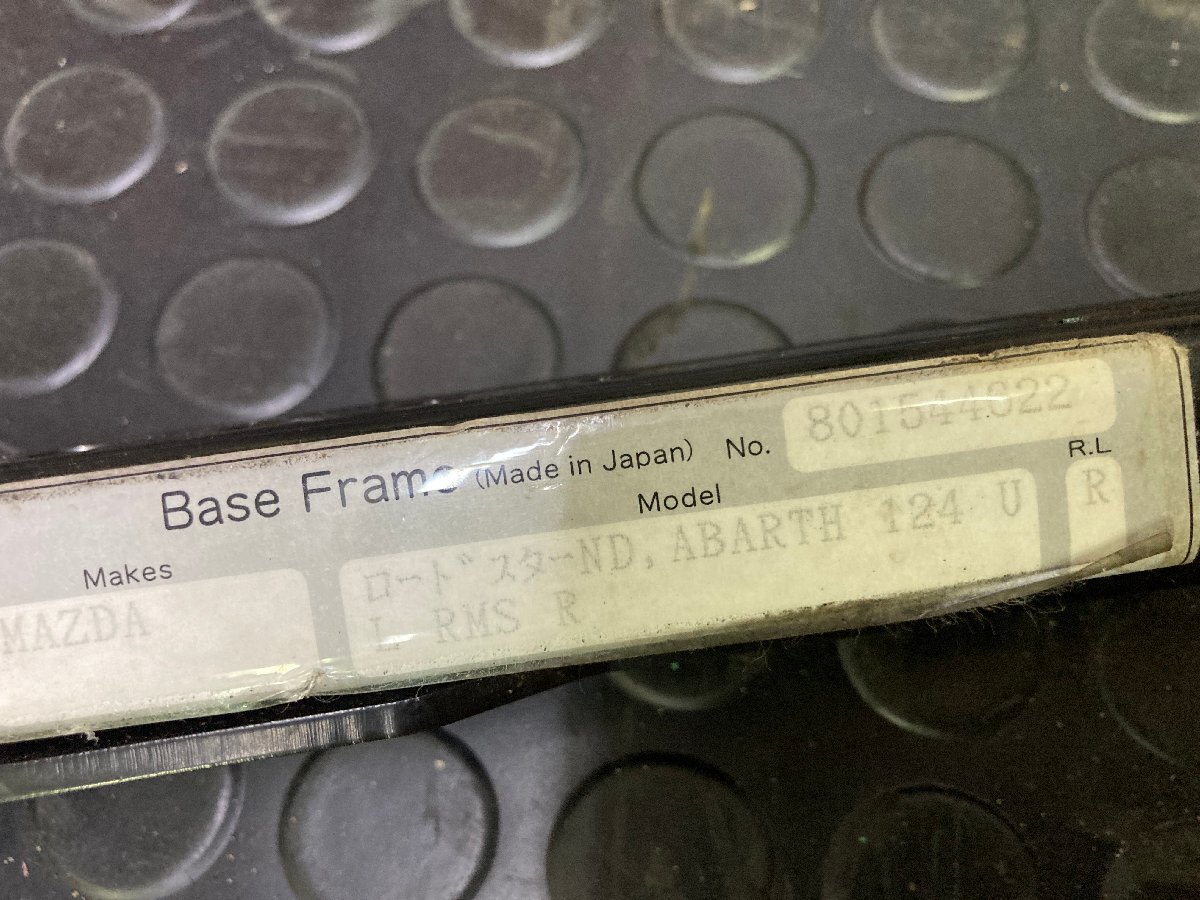 Base Frame (Made in Japan) No. 801544822
Makes Model R.L
MAZDA ロードスターND, ABARTH 124 U R
L RMS R